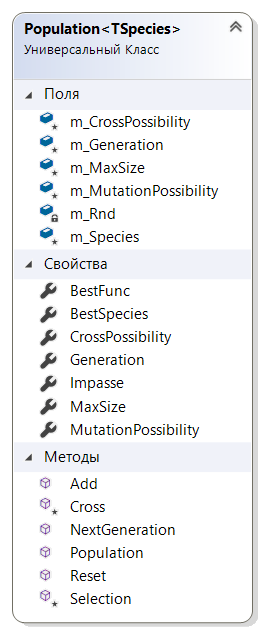 Population<TSpecies>
Универсальный Класс
Поля
m_CrossPossibility
m_Generation
m_MaxSize
m_MutationPossibility
m_Rnd
m_Species
Свойства
BestFunc
BestSpecies
CrossPossibility
Generation
Impasse
MaxSize
MutationPossibility
Методы
Add
Cross
NextGeneration
Population
Reset
Selection